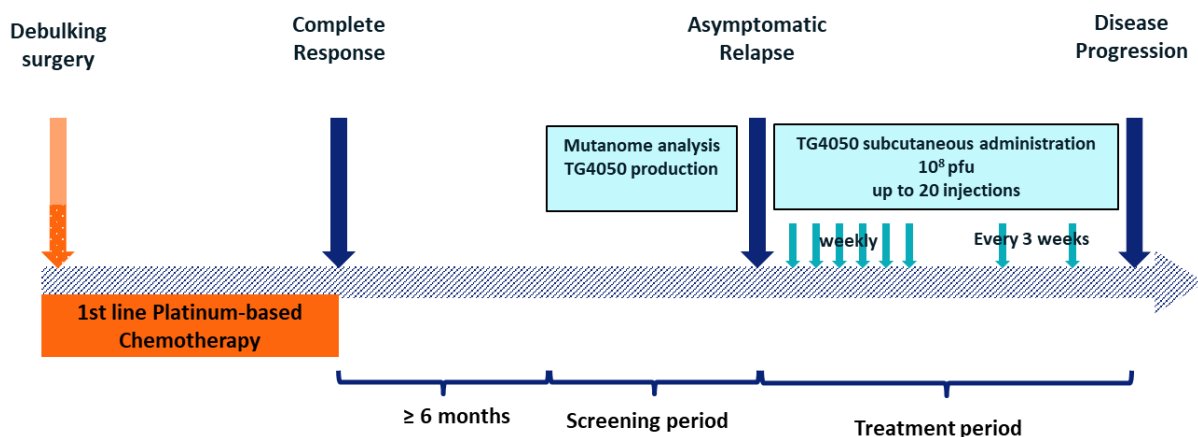 Debulking
surgery
Complete
Response
Asymptomatic
Relapse
Disease
Progression
Mutanome analysis
TG4050 production
TG4050 subcutaneous administration
10⁸ pfu
up to 20 injections
weekly
Every 3 weeks
1st line Platinum-based
Chemotherapy
≥ 6 months
Screening period
Treatment period